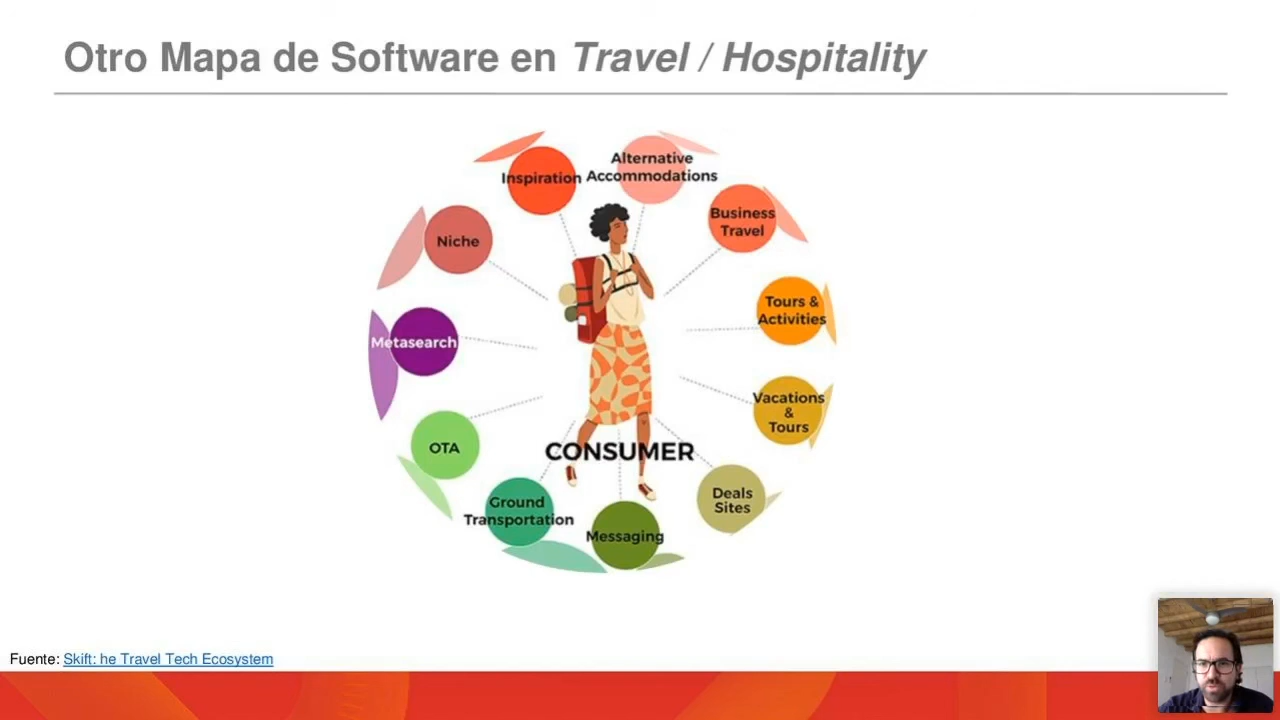 Otro Mapa de Software en Travel / Hospitality
Inspiration
Alternative
Accommodations
Business
Travel
Niche
Tours &
Activities
Metasearch
Vacations
&
Tours
OTA
CONSUMER
Deals
Sites
Ground
Transportation
Messaging
Fuente: Skift: he Travel Tech Ecosystem